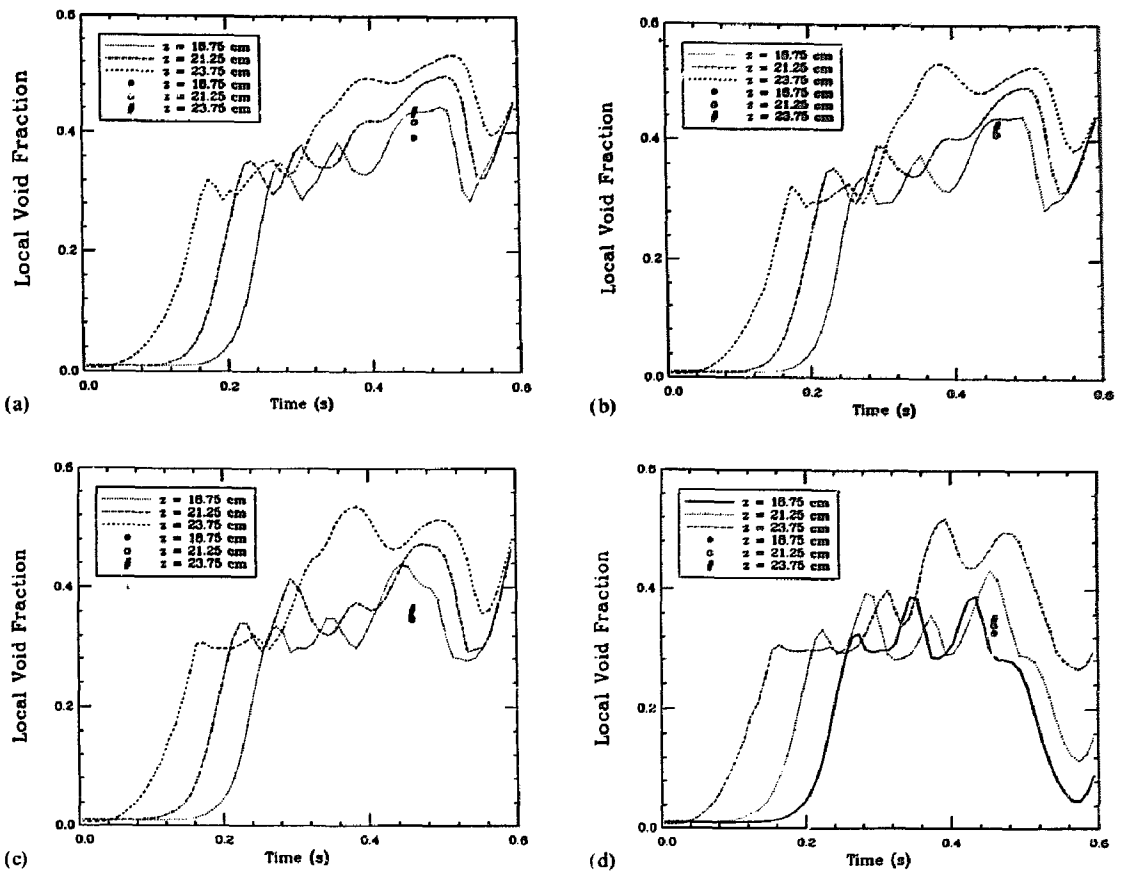 0.6
z = 18.75 cm
z = 21.25 cm
z = 23.75 cm
z = 18.75 cm
z = 21.25 cm
z = 23.75 cm
0.4
0.2
0.0
Local Void Fraction
0.0 0.2 0.4 0.6
Time (s)
(a)
0.6
z = 18.75 cm
z = 21.25 cm
z = 23.75 cm
z = 18.75 cm
z = 21.25 cm
z = 23.75 cm
0.4
0.2
0.0
Local Void Fraction
0.0 0.2 0.4 0.6
Time (s)
(b)
0.6
z = 18.75 cm
z = 21.25 cm
z = 23.75 cm
z = 18.75 cm
z = 21.25 cm
z = 23.75 cm
0.4
0.2
0.0
Local Void Fraction
0.0 0.2 0.4 0.6
Time (s)
(c)
0.6
z = 18.75 cm
z = 21.25 cm
z = 23.75 cm
z = 18.75 cm
z = 21.25 cm
z = 23.75 cm
0.4
0.2
0.0
Local Void Fraction
0.0 0.2 0.4 0.6
Time (s)
(d)